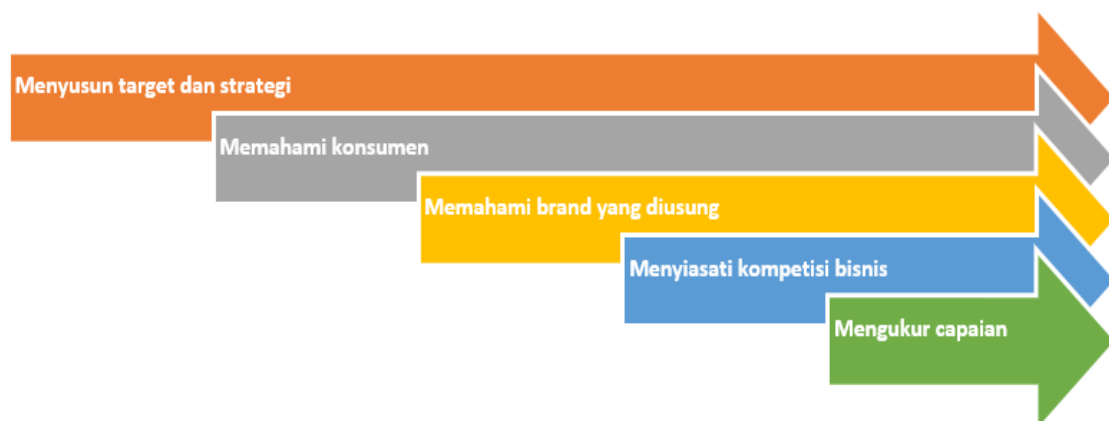 Menyusun target dan strategi
Memahami konsumen
Memahami brand yang diusung
Menyiasati kompetisi bisnis
Mengukur capaian